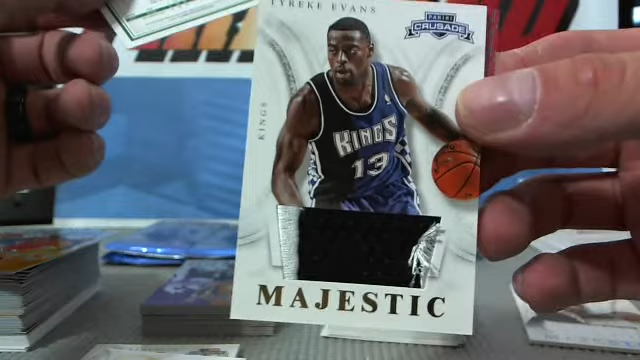 TYREKE EVANS
PANINI
CRUSADE
KINGS
KINGS
13
MAJESTIC